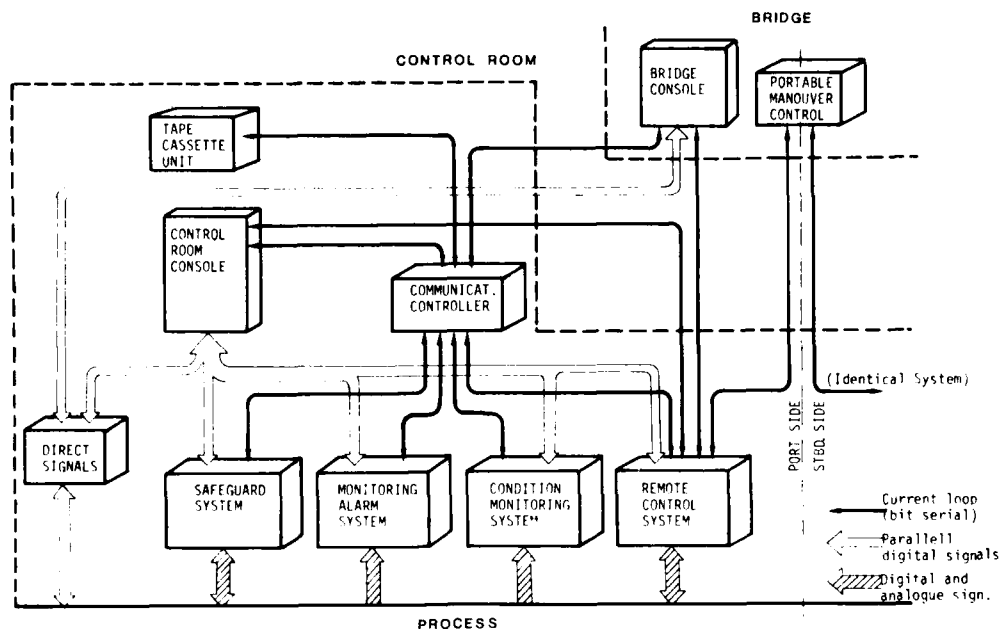 BRIDGE
CONTROL ROOM
BRIDGE
CONSOLE
PORTABLE
MANOUVER
CONTROL
TAPE
CASSETTE
UNIT
CONTROL
ROOM
CONSOLE
COMMUNICAT.
CONTROLLER
(Identical System)
PORT SIDE
STBD SIDE
DIRECT
SIGNALS
SAFEGUARD
SYSTEM
MONITORING
ALARM
SYSTEM
CONDITION
MONITORING
SYSTE**
REMOTE
CONTROL
SYSTEM
Current loop
(bit serial)
Parallell
digital signals
Digital and
analogue sign.
PROCESS